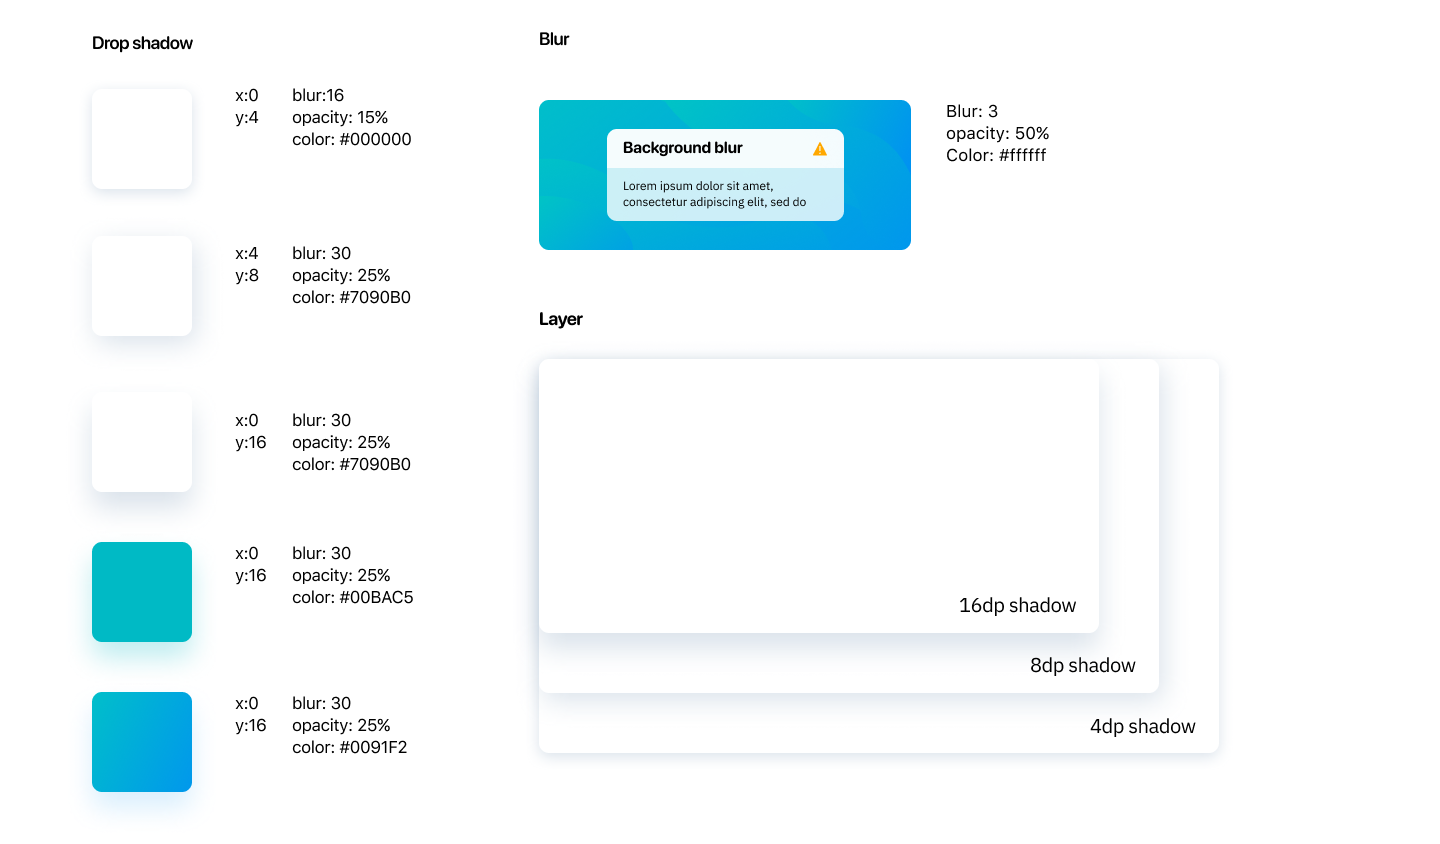 Drop shadow
x:0 blur:16
y:4 opacity: 15%
color: #000000
x:4 blur: 30
y:8 opacity: 25%
color: #7090B0
x:0 blur: 30
y:16 opacity: 25%
color: #7090B0
x:0 blur: 30
y:16 opacity: 25%
color: #00BAC5
x:0 blur: 30
y:16 opacity: 25%
color: #0091F2
Blur
Background blur
Lorem ipsum dolor sit amet,
consectetur adipiscing elit, sed do
Blur: 3
opacity: 50%
Color: #ffffff
Layer
16dp shadow
8dp shadow
4dp shadow